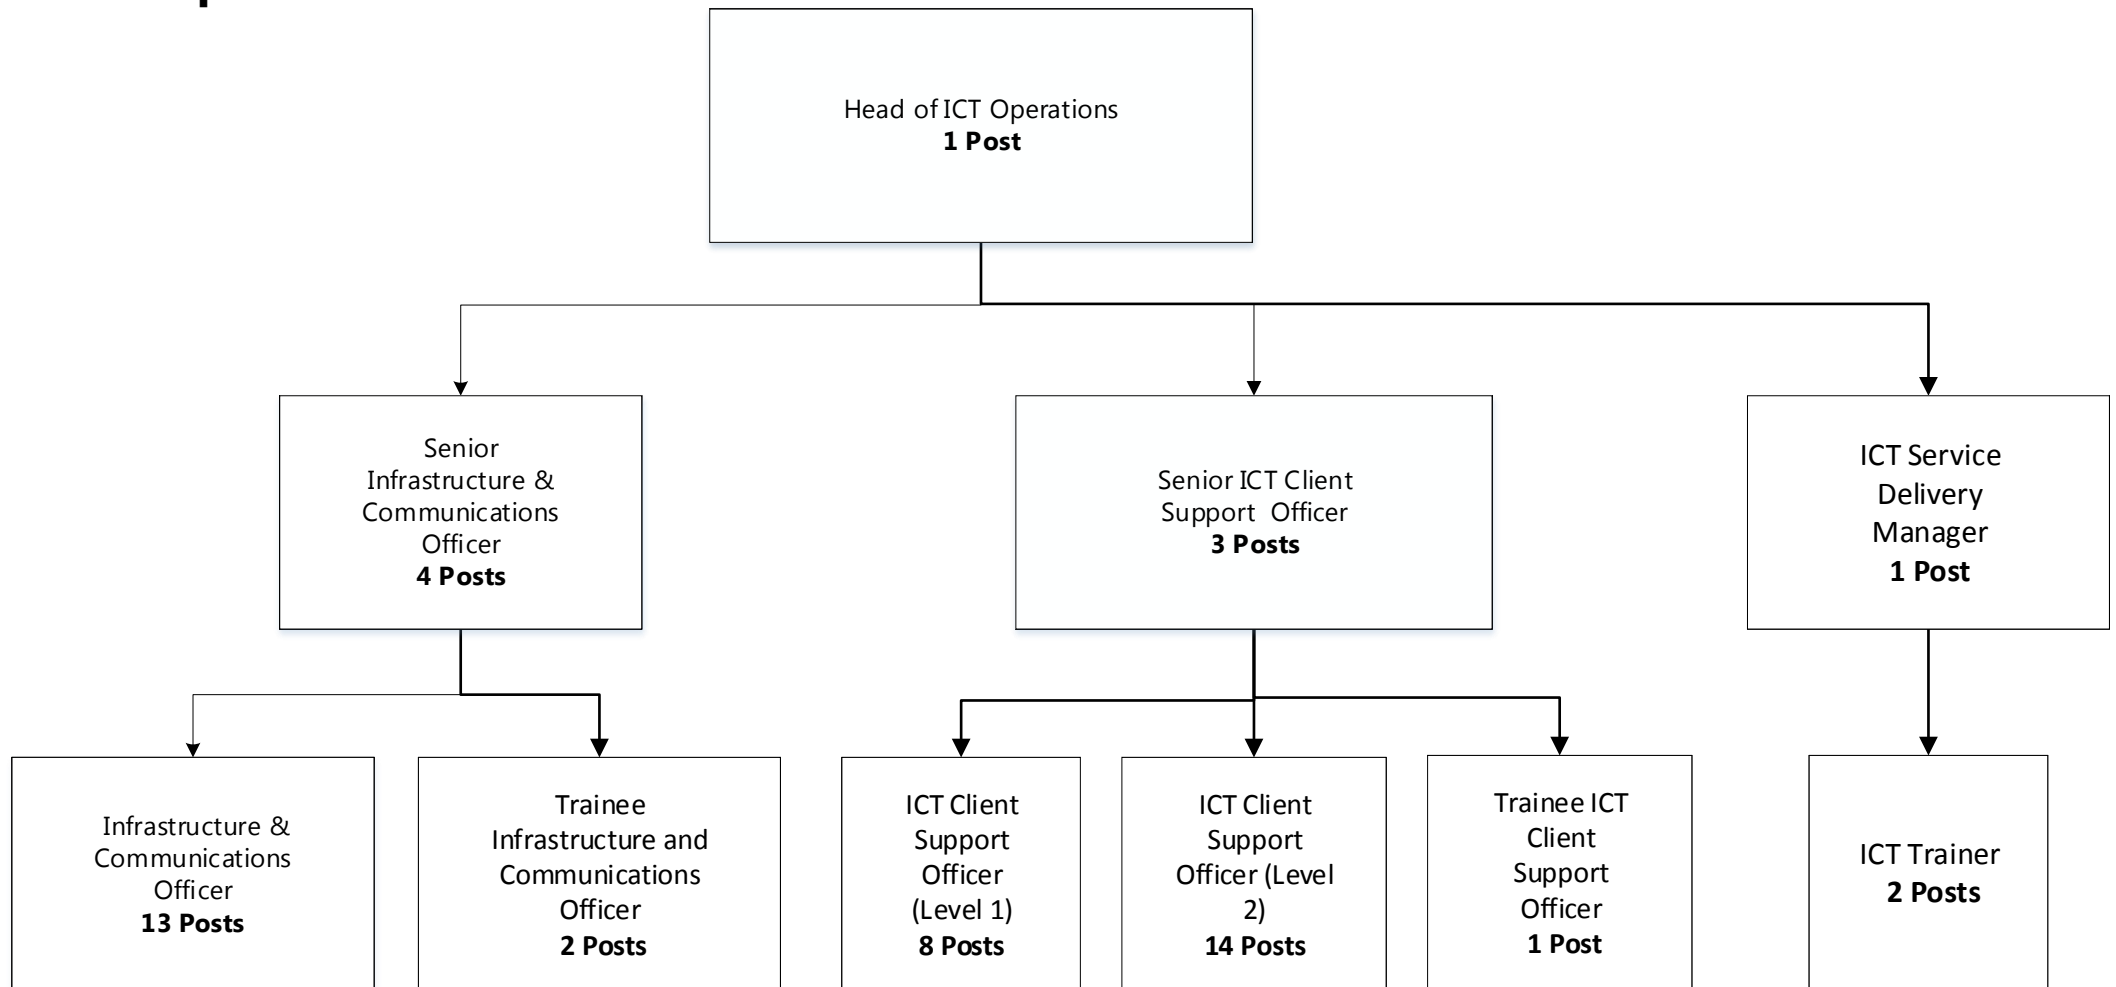 Head of ICT Operations
1 Post
Senior
Infrastructure &
Communications
Officer
4 Posts
Senior ICT Client
Support Officer
3 Posts
ICT Service
Delivery
Manager
1 Post
Infrastructure &
Communications
Officer
13 Posts
Trainee
Infrastructure and
Communications
Officer
2 Posts
ICT Client
Support
Officer
(Level 1)
8 Posts
ICT Client
Support
Officer (Level
2)
14 Posts
Trainee ICT
Client
Support
Officer
1 Post
ICT Trainer
2 Posts